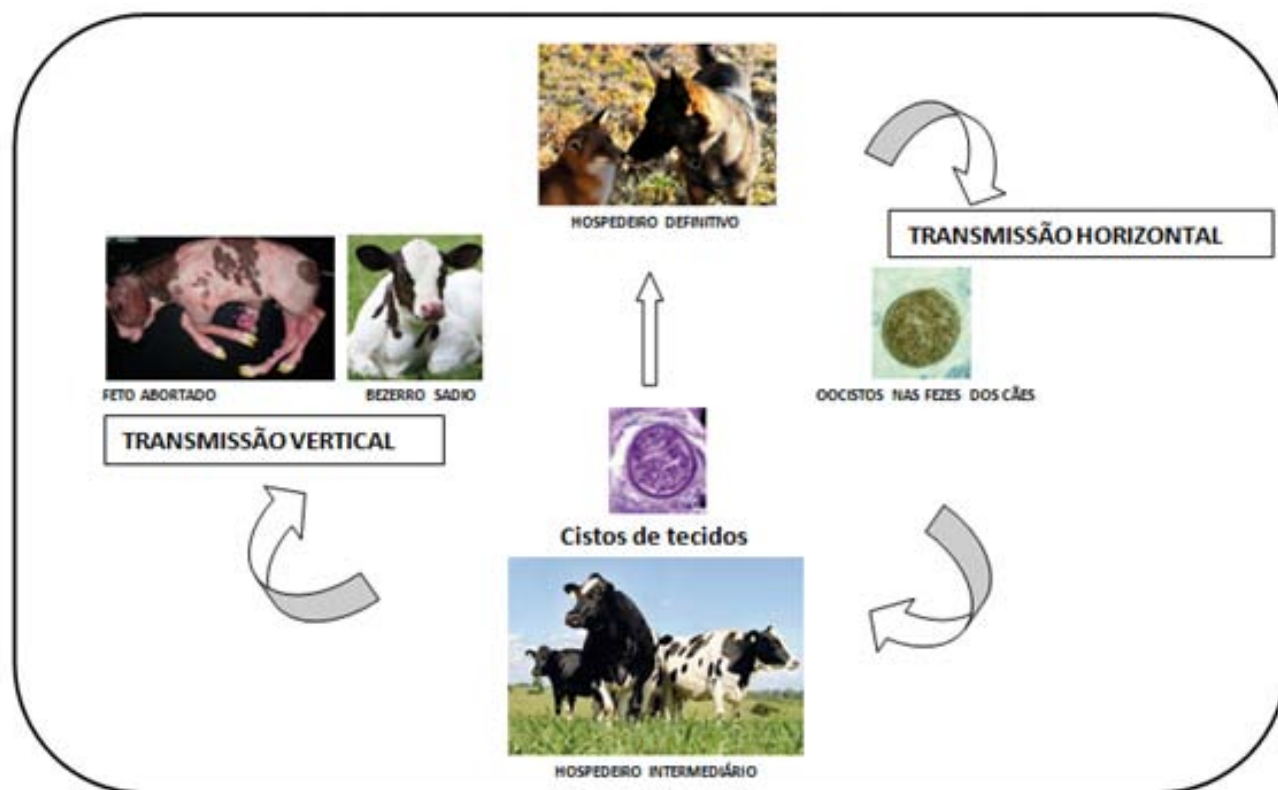 HOSPEDEIRO DEFINITIVO
TRANSMISSÃO HORIZONTAL
FETO ABORTADO
BEZERRO SADIO
OOCISTOS NAS FEZES DOS CÃES
TRANSMISSÃO VERTICAL
Cistos de tecidos
HOSPEDEIRO INTERMEDIÁRIO